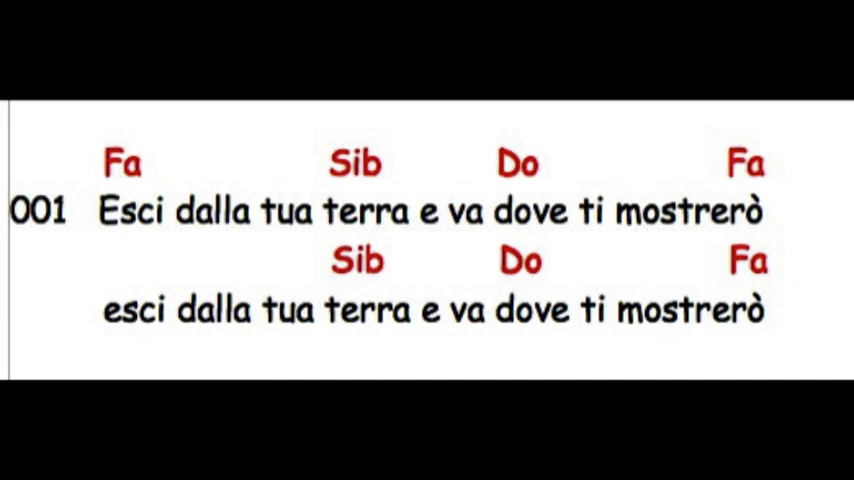 Fa Sib Do Fa
001 Esci dalla tua terra e va dove ti mostrerò
Sib Do Fa
esci dalla tua terra e va dove ti mostrerò